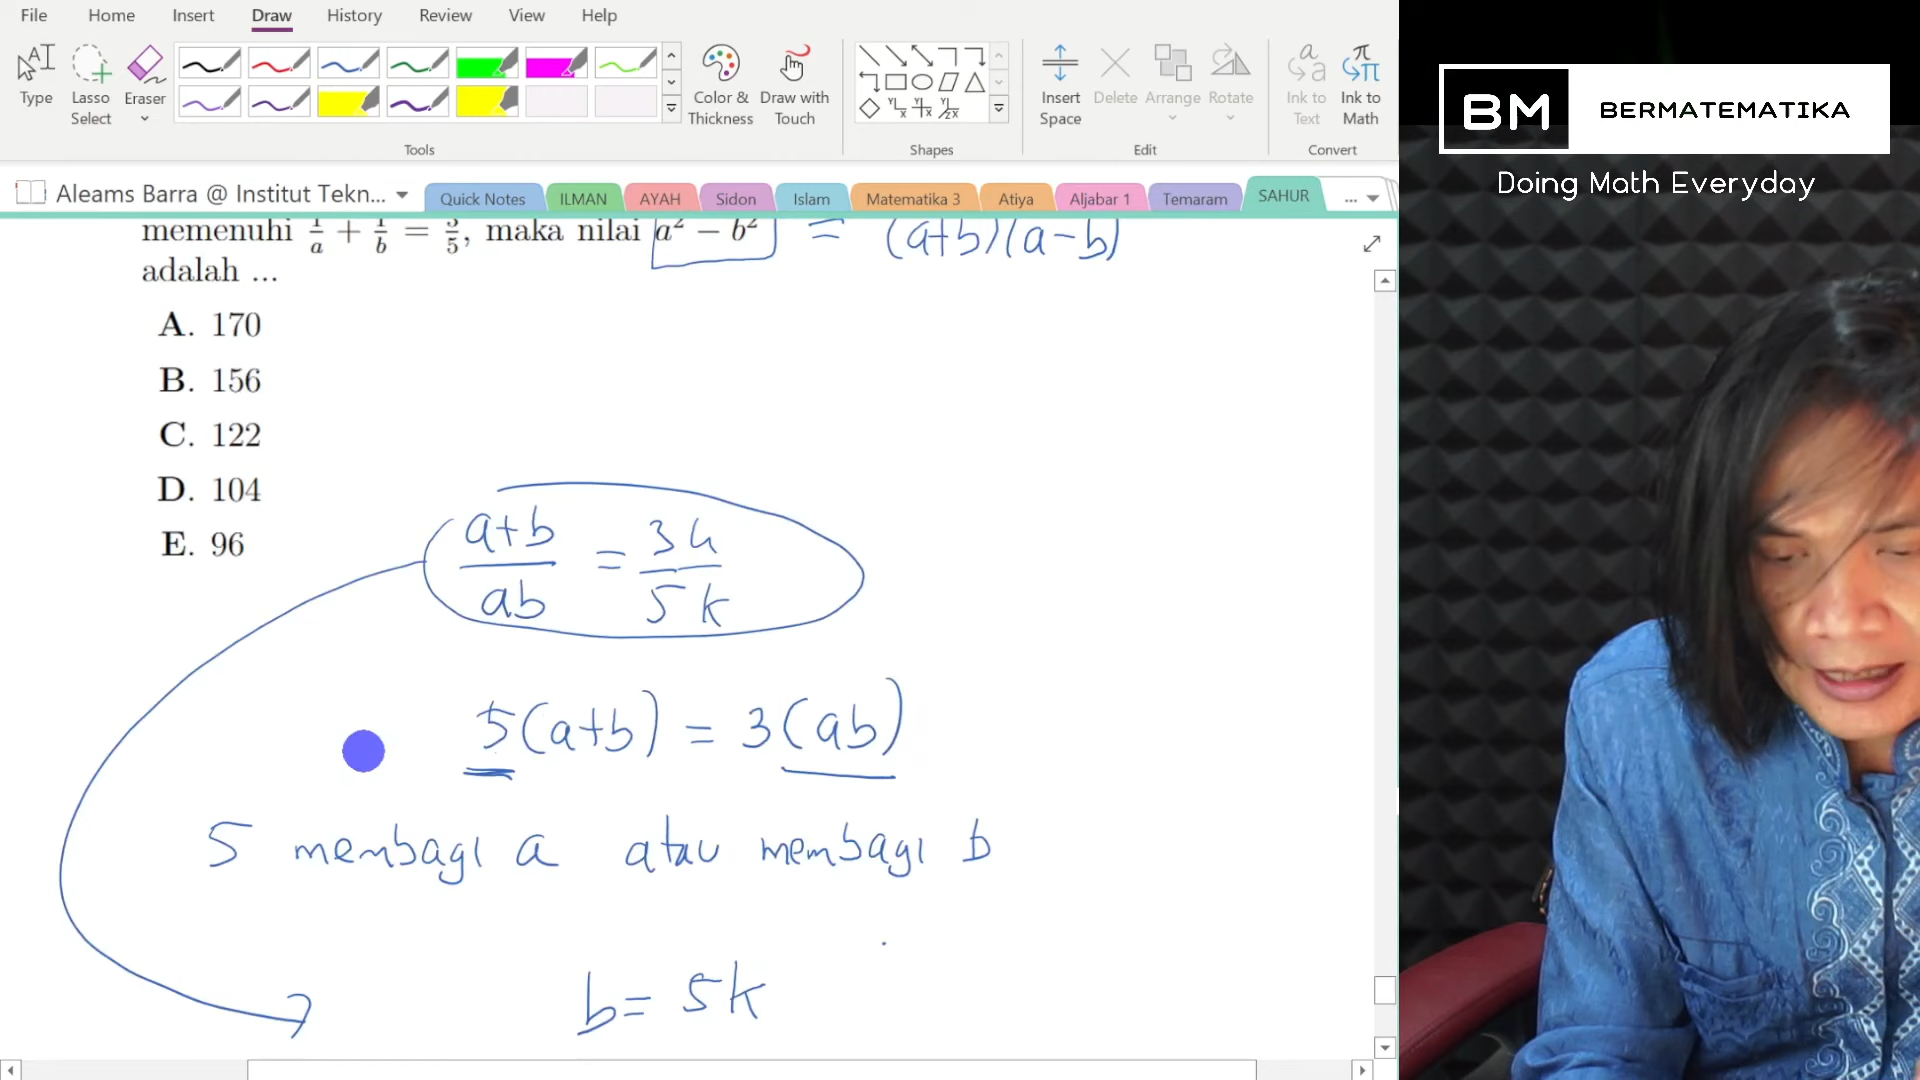 File Home Insert Draw History Review View Help
Type
Lasso Select
Eraser
Color & Thickness
Draw with Touch
Insert Space
Delete
Arrange
Rotate
Ink to Text
Ink to Math
Tools Shapes Edit Convert
Aleams Barra @ Institut Tekn... Quick Notes ILMAN AYAH Sidon Islam Matematika 3 Atiya Aljabar 1 Temaram SAHUR ...
memenuhi 1/a + 1/b = 3/5, maka nilai a² − b² = (a+b)(a-b)
adalah ...
A. 170
B. 156
C. 122
D. 104
E. 96
(a+b)/(ab) = 3k/5k
5(a+b) = 3(ab)
5 membagi a atau membagi b
b = 5k
BM BERMATEMATIKA
Doing Math Everyday